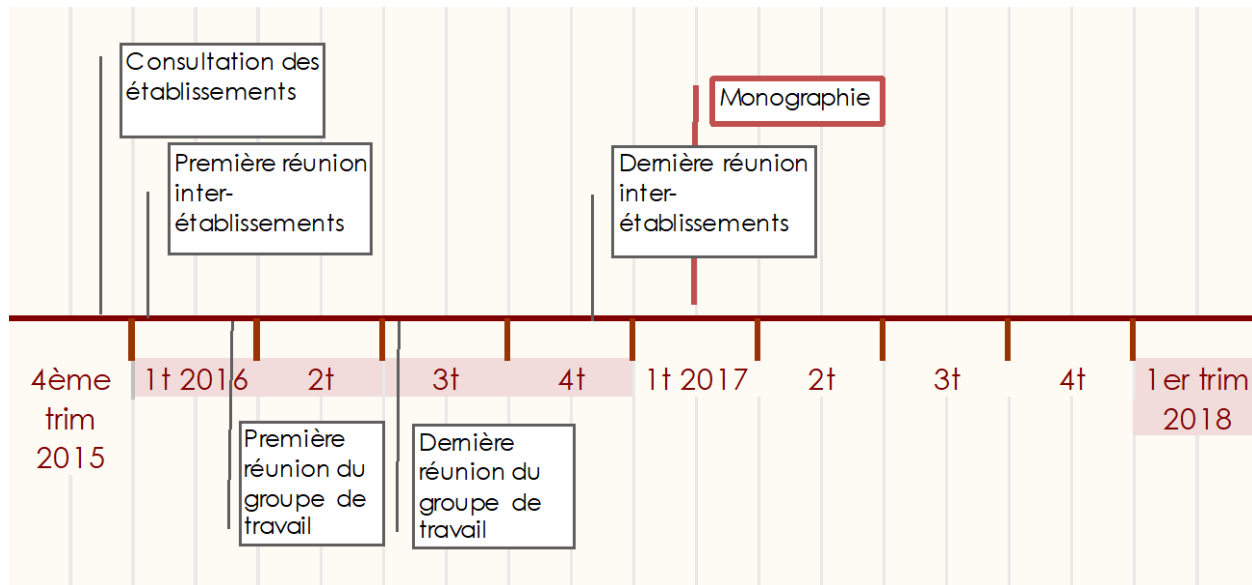 Consultation des
établissements
Monographie
Première réunion
inter-
établissements
Dernière réunion
inter-
établissements
4ème
trim
2015
1t 2016
2t
3t
4t
1t 2017
2t
3t
4t
1er trim
2018
Première
réunion du
groupe de
travail
Dernière
réunion du
groupe de
travail